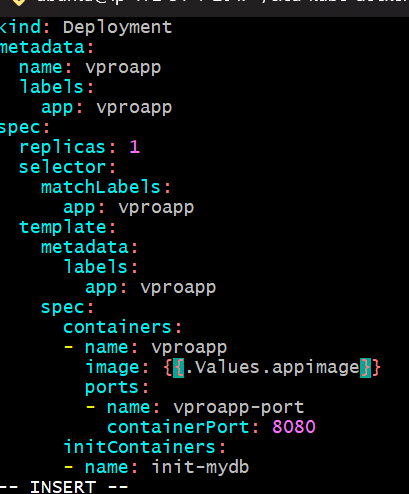 kind: Deployment
metadata:
  name: vproapp
  labels:
    app: vproapp
spec:
  replicas: 1
  selector:
    matchLabels:
      app: vproapp
  template:
    metadata:
      labels:
        app: vproapp
    spec:
      containers:
      - name: vproapp
        image: {{.Values.appimage}}
        ports:
        - name: vproapp-port
          containerPort: 8080
      initContainers:
      - name: init-mydb
-- INSERT --